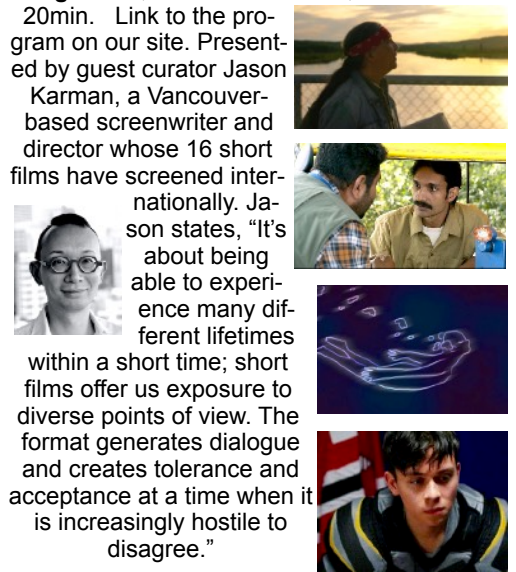 20min.   Link to the pro-
gram on our site. Present-
ed by guest curator Jason
Karman, a Vancouver-
based screenwriter and
director whose 16 short
films have screened inter-
nationally. Ja-
son states, “It’s
about being
able to experi-
ence many dif-
ferent lifetimes
within a short time; short
films offer us exposure to
diverse points of view. The
format generates dialogue
and creates tolerance and
acceptance at a time when it
is increasingly hostile to
disagree.”